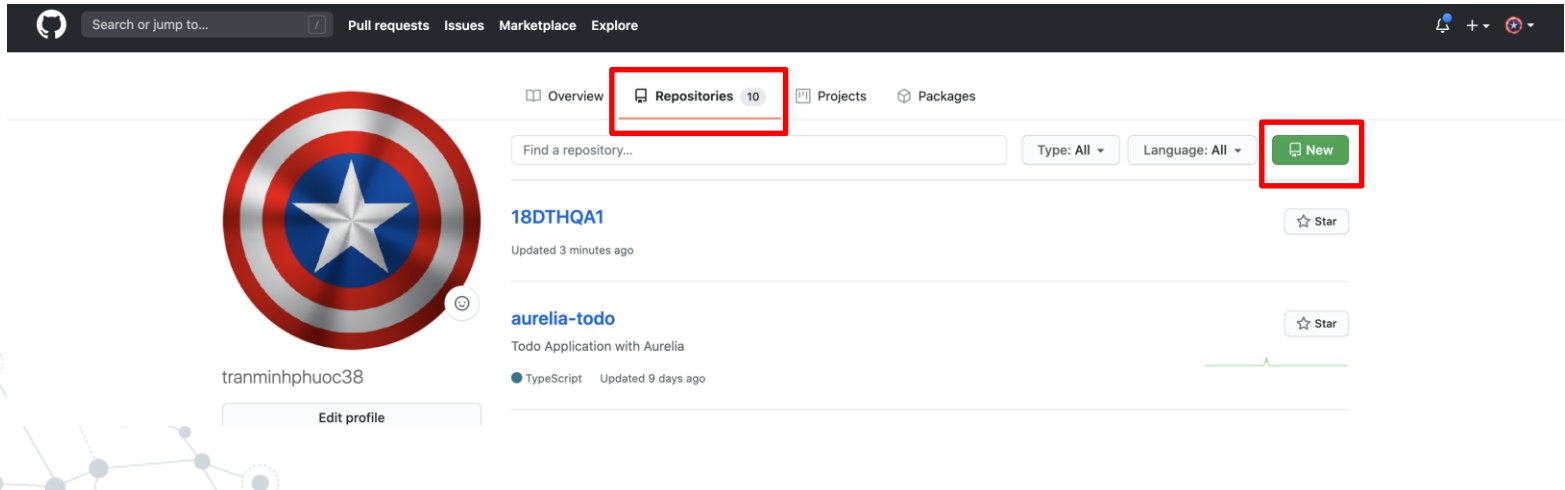 Search or jump to... / Pull requests Issues Marketplace Explore
Overview Repositories 10 Projects Packages
Find a repository... Type: All Language: All New
18DTHQA1 Star
Updated 3 minutes ago
aurelia-todo Star
Todo Application with Aurelia
TypeScript Updated 9 days ago
tranminhphuoc38
Edit profile